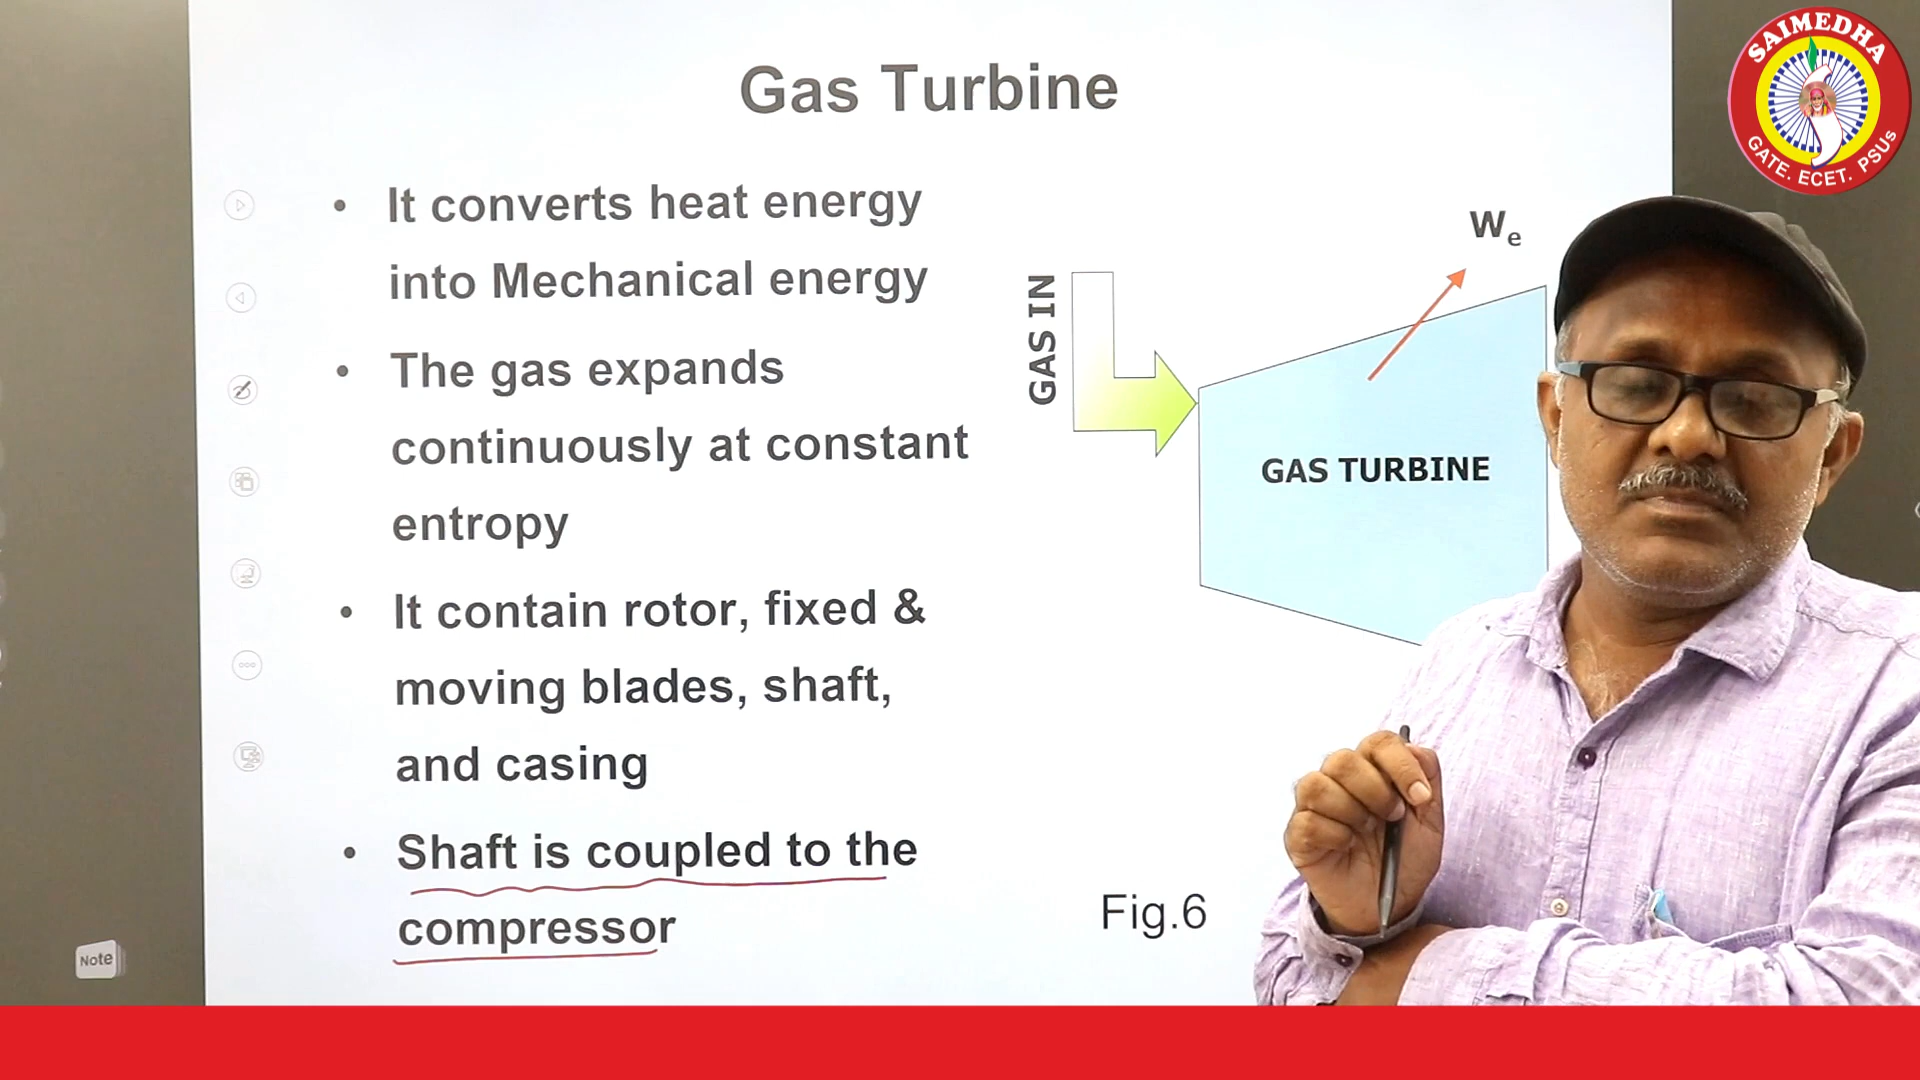 Gas Turbine
SAIMEDHA
GATE. ECET. PSUs
• It converts heat energy
into Mechanical energy
• The gas expands
continuously at constant
entropy
• It contain rotor, fixed &
moving blades, shaft,
and casing
• Shaft is coupled to the
compressor
We
GAS IN
GAS TURBINE
Fig.6
Note